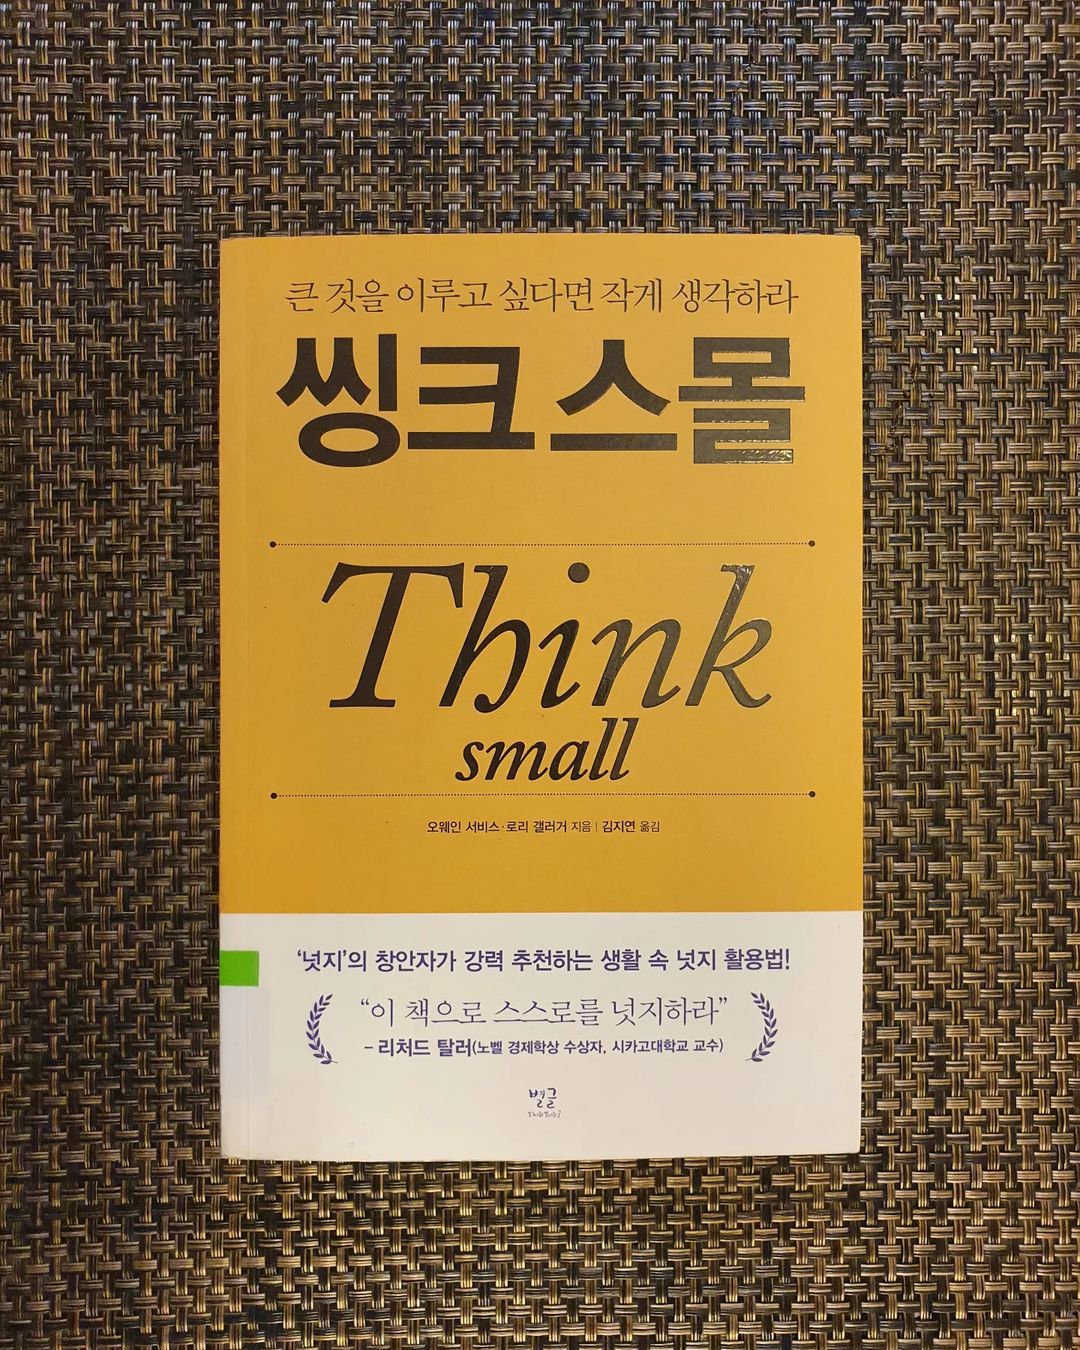 큰 것을 이루고 싶다면 작게 생각하라
씽크 스몰
Think
small
오웨인 서비스·로리 갤러거 지음 | 김지연 옮김
‘넛지’의 창안자가 강력 추천하는 생활 속 넛지 활용법!
“이 책으로 스스로를 넛지하라”
– 리처드 탈러(노벨 경제학상 수상자, 시카고대학교 교수)
별글